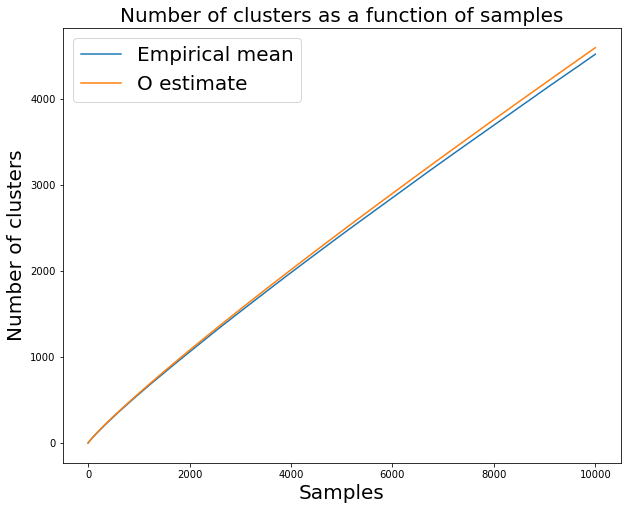 Number of clusters as a function of samples
Empirical mean
O estimate
Number of clusters
4000
3000
2000
1000
0
0 2000 4000 6000 8000 10000
Samples